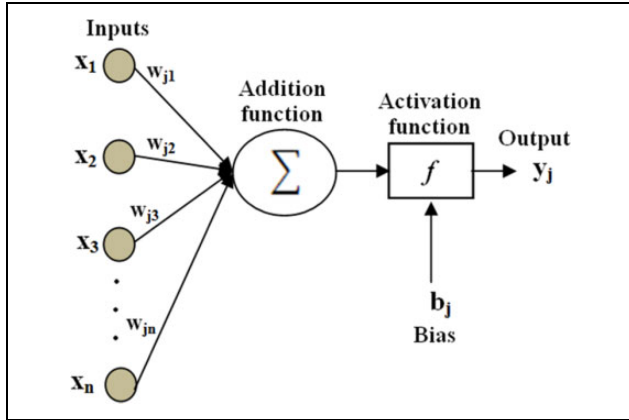 Inputs
x1
wj1
x2
wj2
x3
wj3
wjn
xn
Addition
function
∑
Activation
function
f
Output
yj
bj
Bias